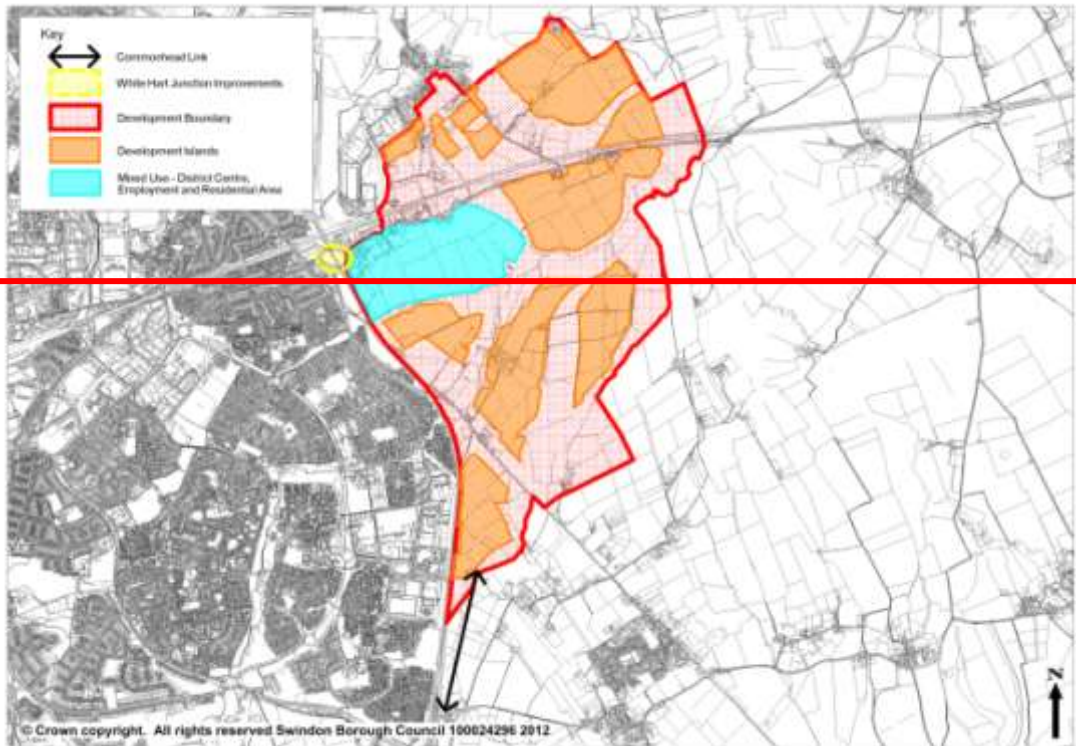 Key
Commonhead Link
White Hart Junction Improvements
Development Boundary
Development Islands
Mixed Use - District Centre,
Employment and Residential Area
N
© Crown copyright. All rights reserved Swindon Borough Council 100024296 2012